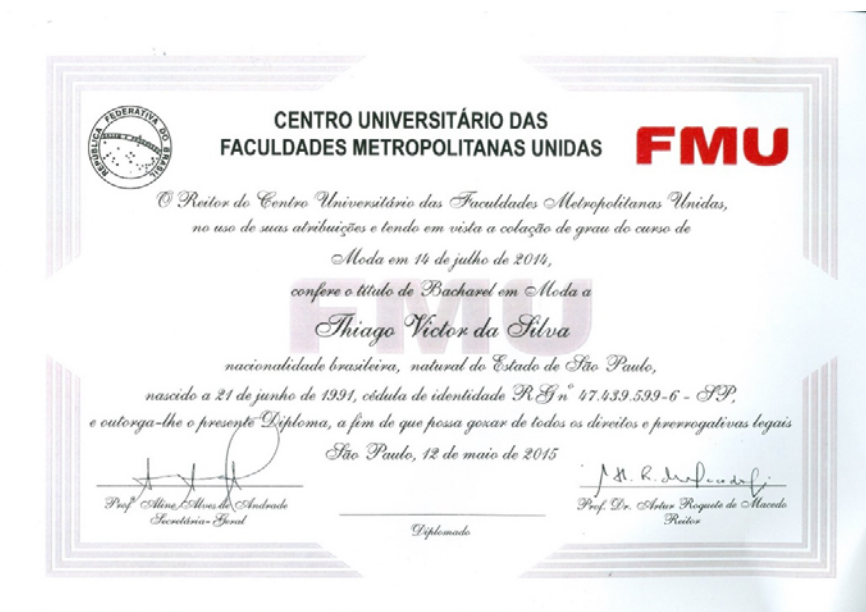 REPÚBLICA FEDERATIVA DO BRASIL
CENTRO UNIVERSITÁRIO DAS
FACULDADES METROPOLITANAS UNIDAS
FMU
O Reitor do Centro Universitário das Faculdades Metropolitanas Unidas,
no uso de suas atribuições e tendo em vista a colação de grau do curso de
Moda em 14 de julho de 2014,
confere o título de Bacharel em Moda a
FMU
Thiago Victor da Silva
nacionalidade brasileira, natural do Estado de São Paulo,
nascido a 21 de junho de 1991, cédula de identidade R.G nº 47.439.599-6 - SP,
e outorga-lhe o presente Diploma, a fim de que possa gozar de todos os direitos e prerrogativas legais
São Paulo, 12 de maio de 2015
Profª Aline Alves de Andrade
Secretária-Geral
Diplomado
Prof. Dr. Artur Roquete de Macedo
Reitor